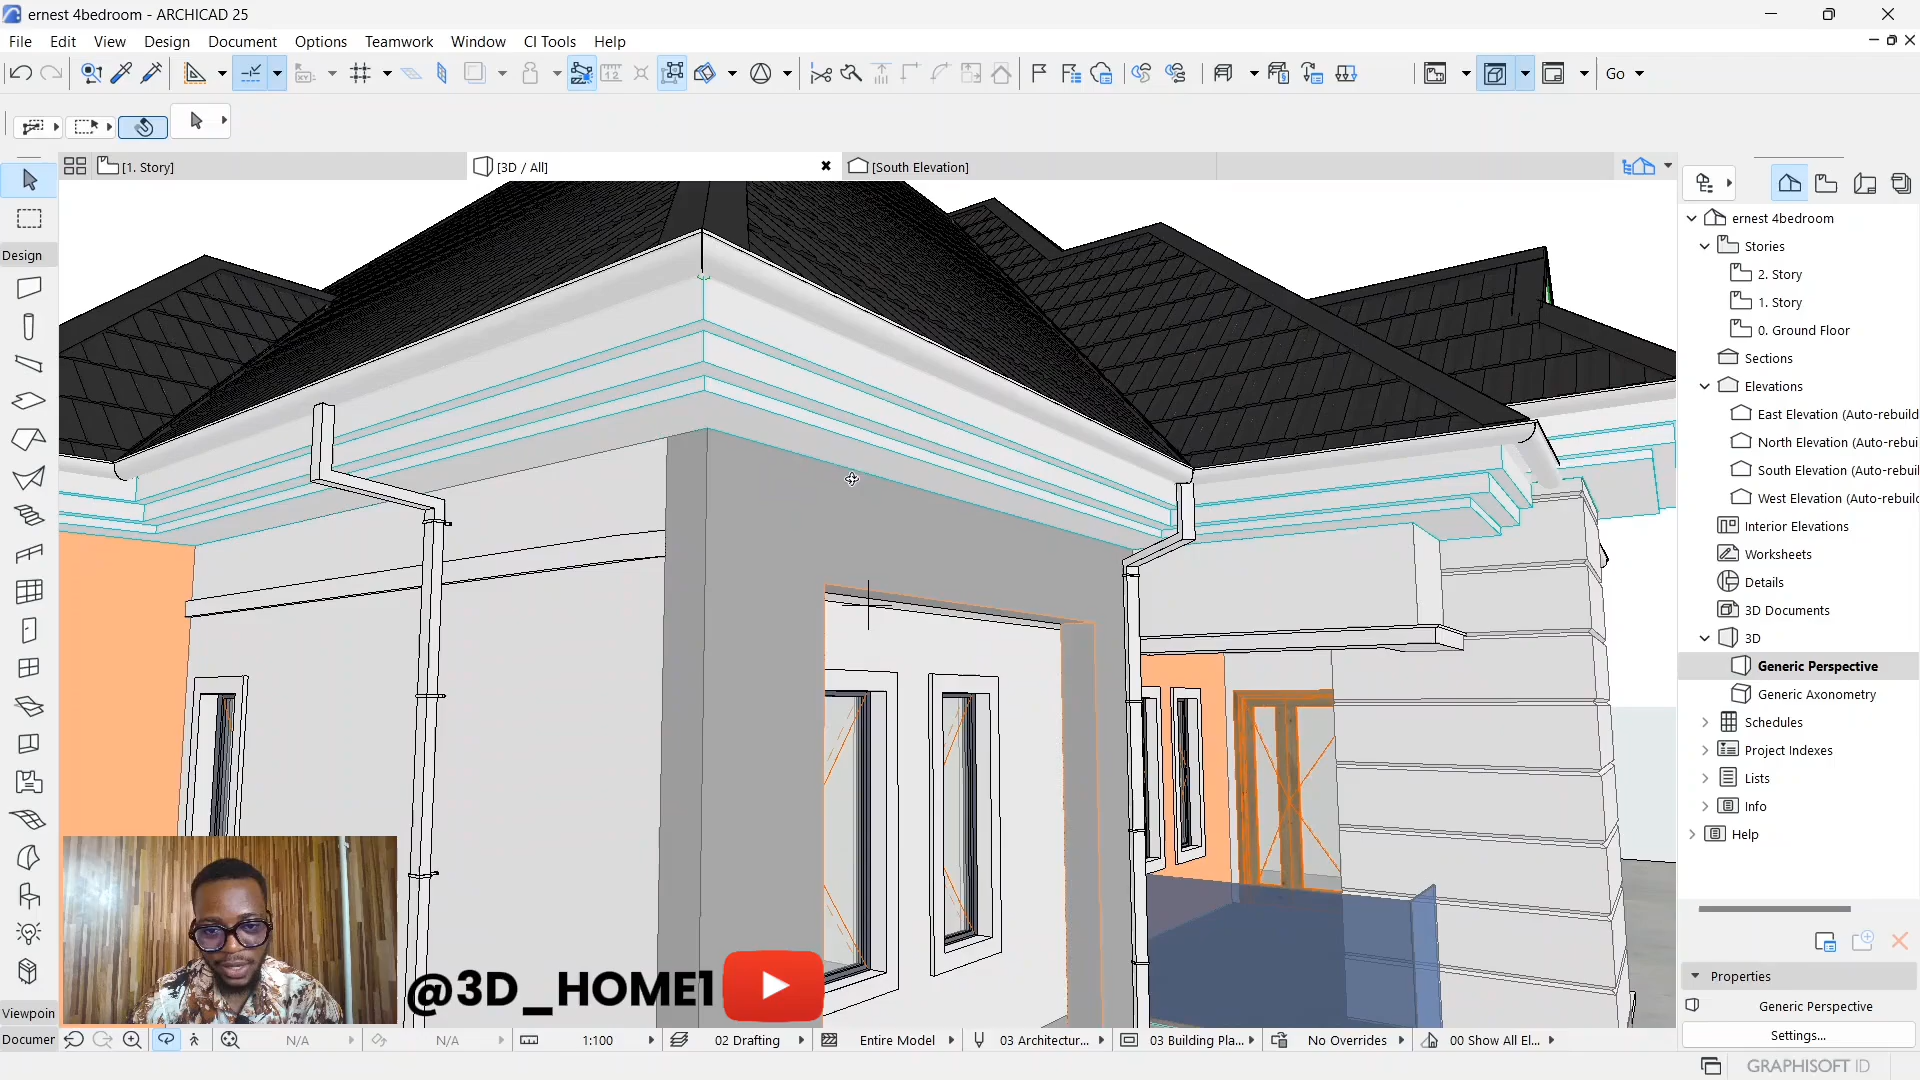 ernest 4bedroom - ARCHICAD 25
File Edit View Design Document Options Teamwork Window CI Tools Help
Go
[1. Story] [3D / All] [South Elevation]
Design
ernest 4bedroom
Stories
2. Story
1. Story
0. Ground Floor
Sections
Elevations
East Elevation (Auto-rebuild
North Elevation (Auto-rebui
South Elevation (Auto-rebui
West Elevation (Auto-rebuild
Interior Elevations
Worksheets
Details
3D Documents
3D
Generic Perspective
Generic Axonometry
Schedules
Project Indexes
Lists
Info
Help
@3D_HOME1
Properties
Generic Perspective
Settings...
Viewpoin
Documer
N/A N/A 1:100 02 Drafting Entire Model 03 Architectur... 03 Building Pla... No Overrides 00 Show All El...
GRAPHISOFT ID